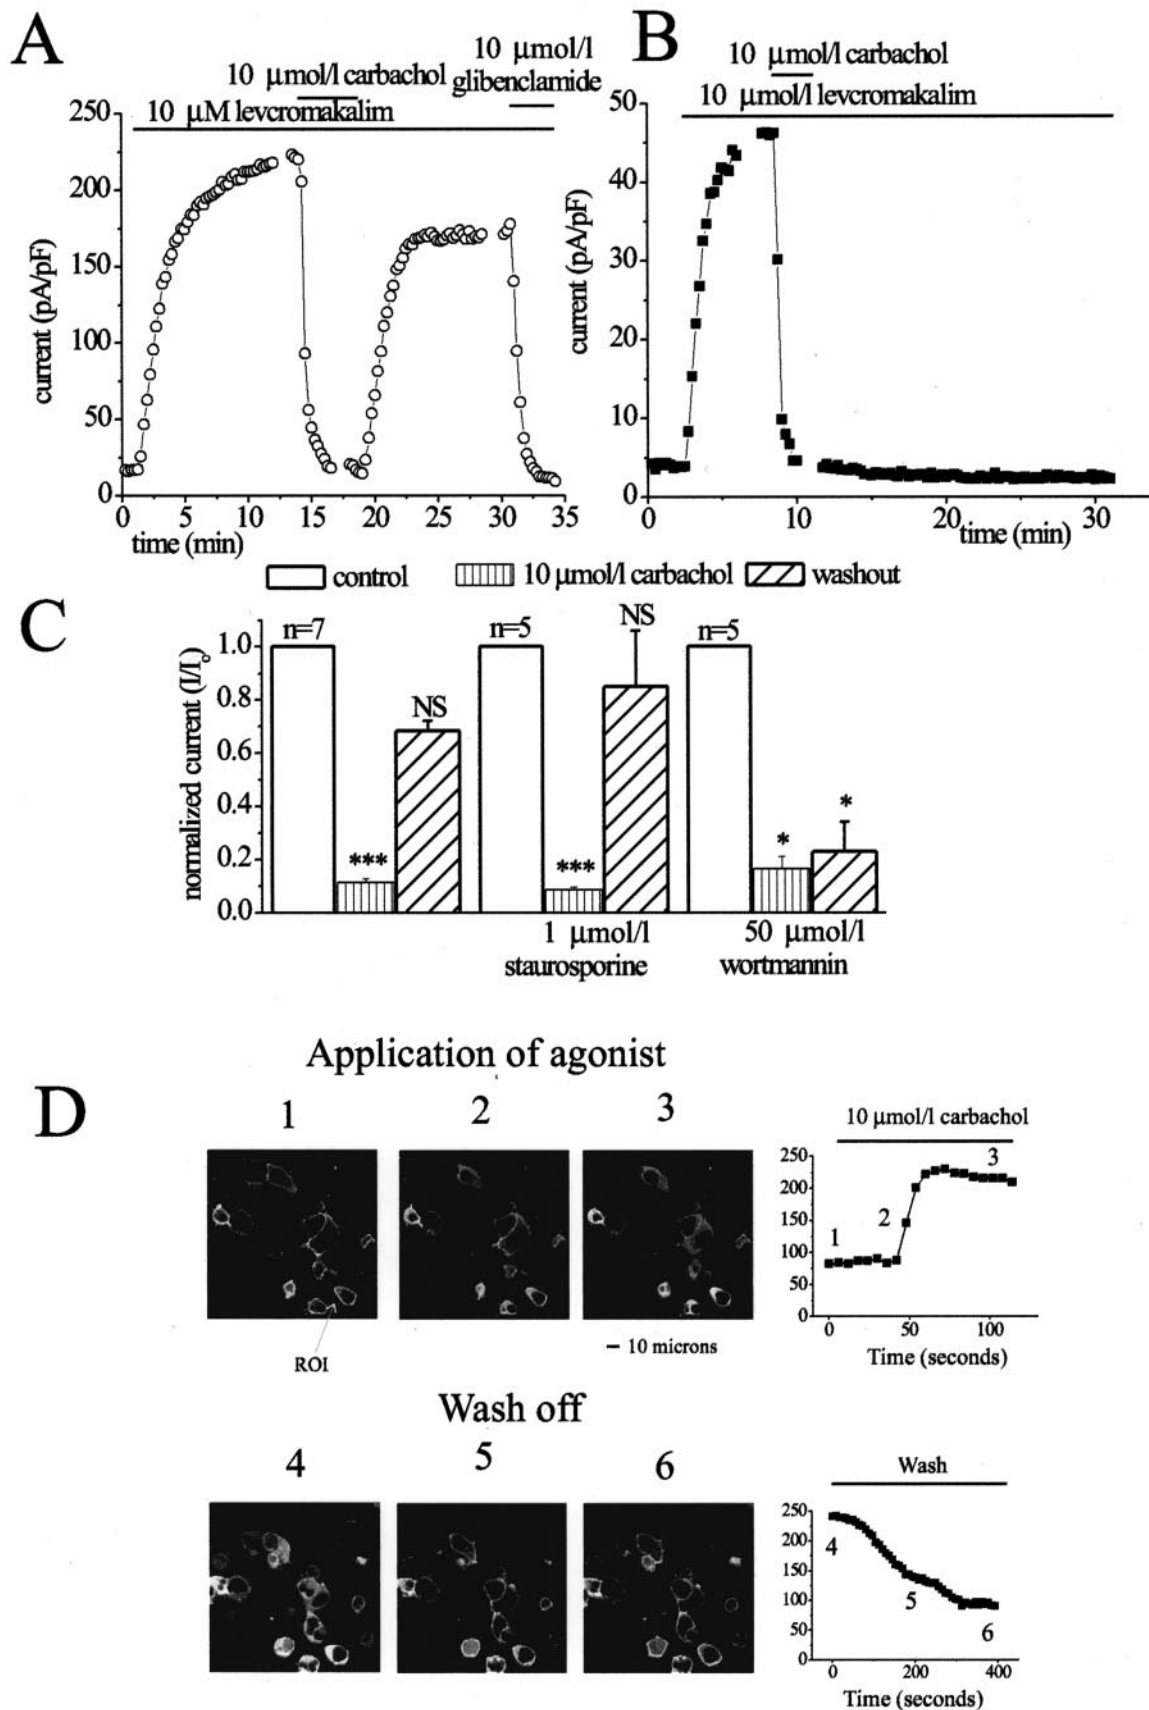 A
10 μmol/l
10 μmol/l carbachol glibenclamide
10 μM levcromakalim
250
200
150
100
50
0
current (pA/pF)
0 5 10 15 20 25 30 35
time (min)
B
10 μmol/l carbachol
10 μmol/l levcromakalim
50
40
30
20
10
0
current (pA/pF)
0 10 20 30
time (min)
control 10 μmol/l carbachol washout
C
n=7 n=5 NS n=5
NS
*** *** * *
1.0
0.8
0.6
0.4
0.2
0.0
normalized current (I/I₀)
1 μmol/l 50 μmol/l
staurosporine wortmannin
D
Application of agonist
1 2 3
ROI
10 microns
10 μmol/l carbachol
250
200
150
100
50
0
1 2 3
0 50 100
Time (seconds)
Wash off
4 5 6
Wash
250
200
150
100
50
0
4 5 6
0 200 400
Time (seconds)